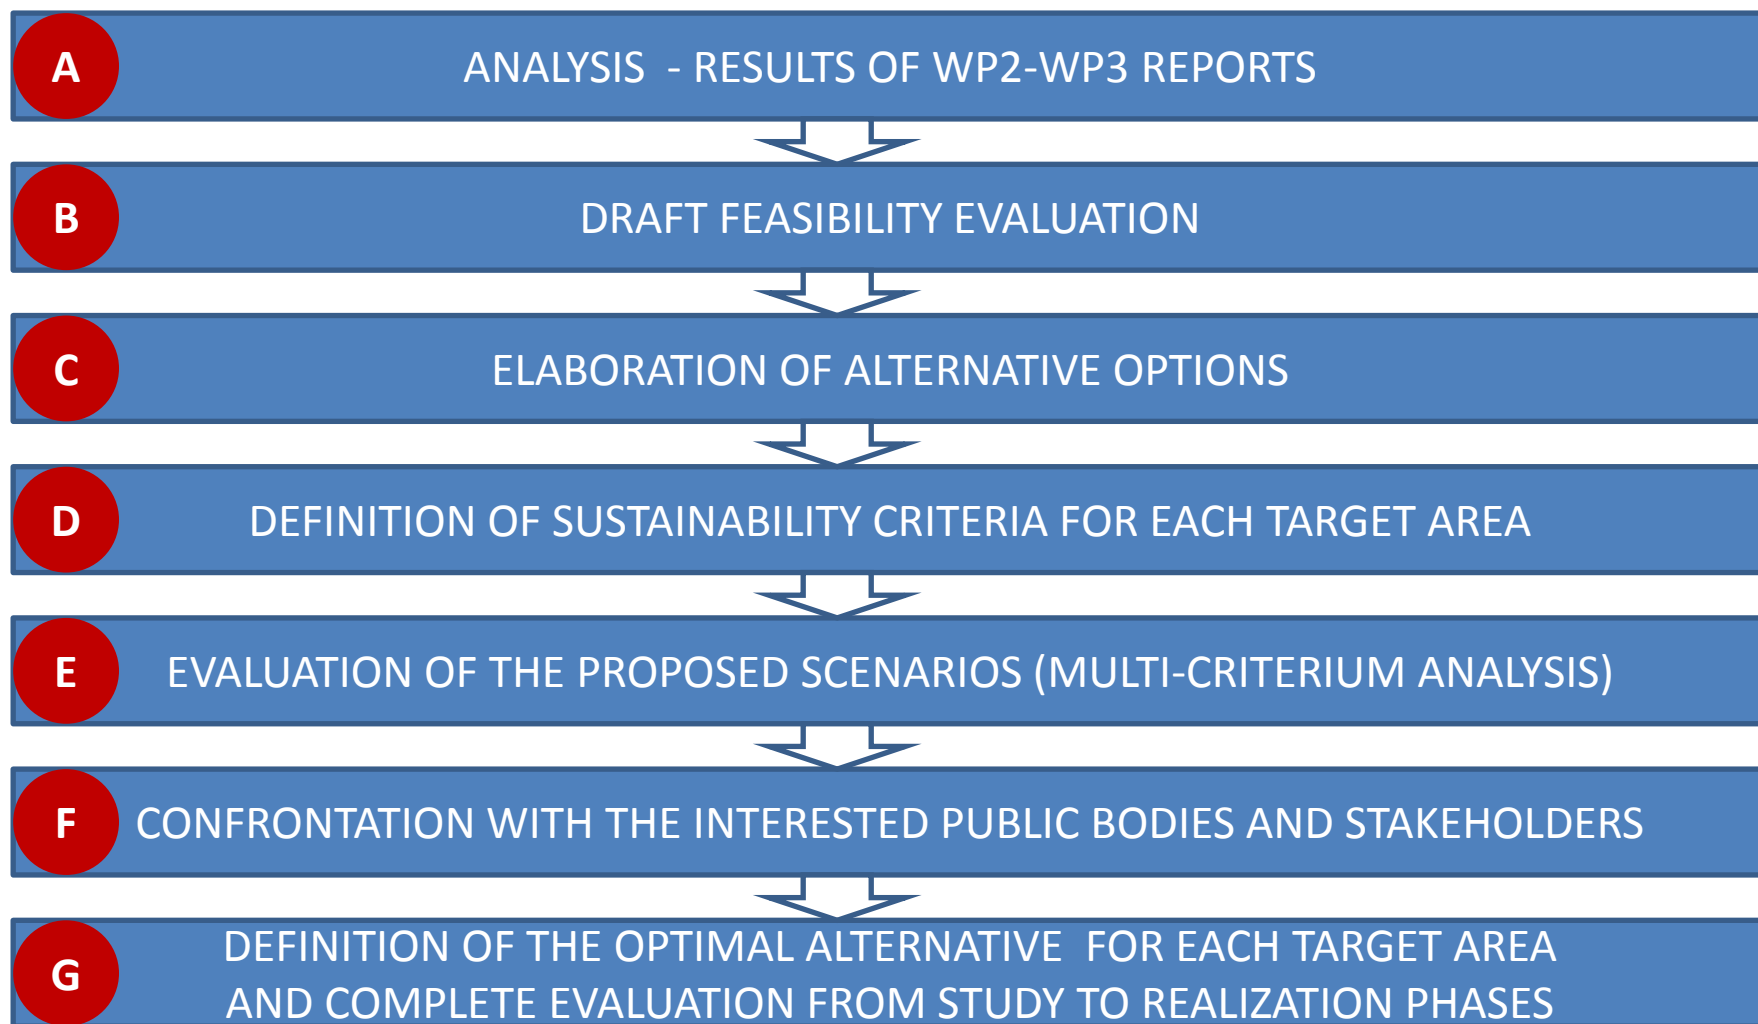 A
ANALYSIS - RESULTS OF WP2-WP3 REPORTS
B
DRAFT FEASIBILITY EVALUATION
C
ELABORATION OF ALTERNATIVE OPTIONS
D
DEFINITION OF SUSTAINABILITY CRITERIA FOR EACH TARGET AREA
E
EVALUATION OF THE PROPOSED SCENARIOS (MULTI-CRITERIUM ANALYSIS)
F
CONFRONTATION WITH THE INTERESTED PUBLIC BODIES AND STAKEHOLDERS
G
DEFINITION OF THE OPTIMAL ALTERNATIVE FOR EACH TARGET AREA
AND COMPLETE EVALUATION FROM STUDY TO REALIZATION PHASES